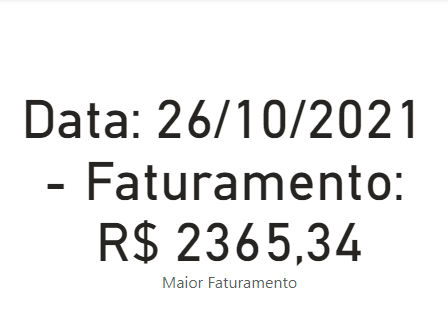 Data: 26/10/2021
- Faturamento:
R$ 2365,34
Maior Faturamento